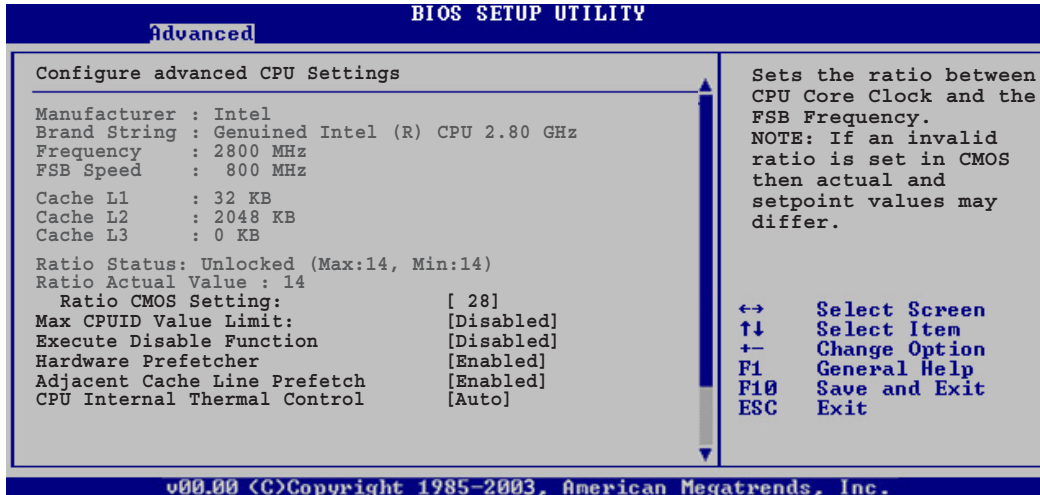 BIOS SETUP UTILITY
Advanced
Configure advanced CPU Settings
Manufacturer : Intel
Brand String : Genuined Intel (R) CPU 2.80 GHz
Frequency : 2800 MHz
FSB Speed : 800 MHz
Cache L1 : 32 KB
Cache L2 : 2048 KB
Cache L3 : 0 KB
Ratio Status: Unlocked (Max:14, Min:14)
Ratio Actual Value : 14
Ratio CMOS Setting: [ 28]
Max CPUID Value Limit: [Disabled]
Execute Disable Function [Disabled]
Hardware Prefetcher [Enabled]
Adjacent Cache Line Prefetch [Enabled]
CPU Internal Thermal Control [Auto]
Sets the ratio between
CPU Core Clock and the
FSB Frequency.
NOTE: If an invalid
ratio is set in CMOS
then actual and
setpoint values may
differ.
←→ Select Screen
↑↓ Select Item
+- Change Option
F1 General Help
F10 Save and Exit
ESC Exit
v00.00 (C)Copyright 1985-2003, American Megatrends, Inc.